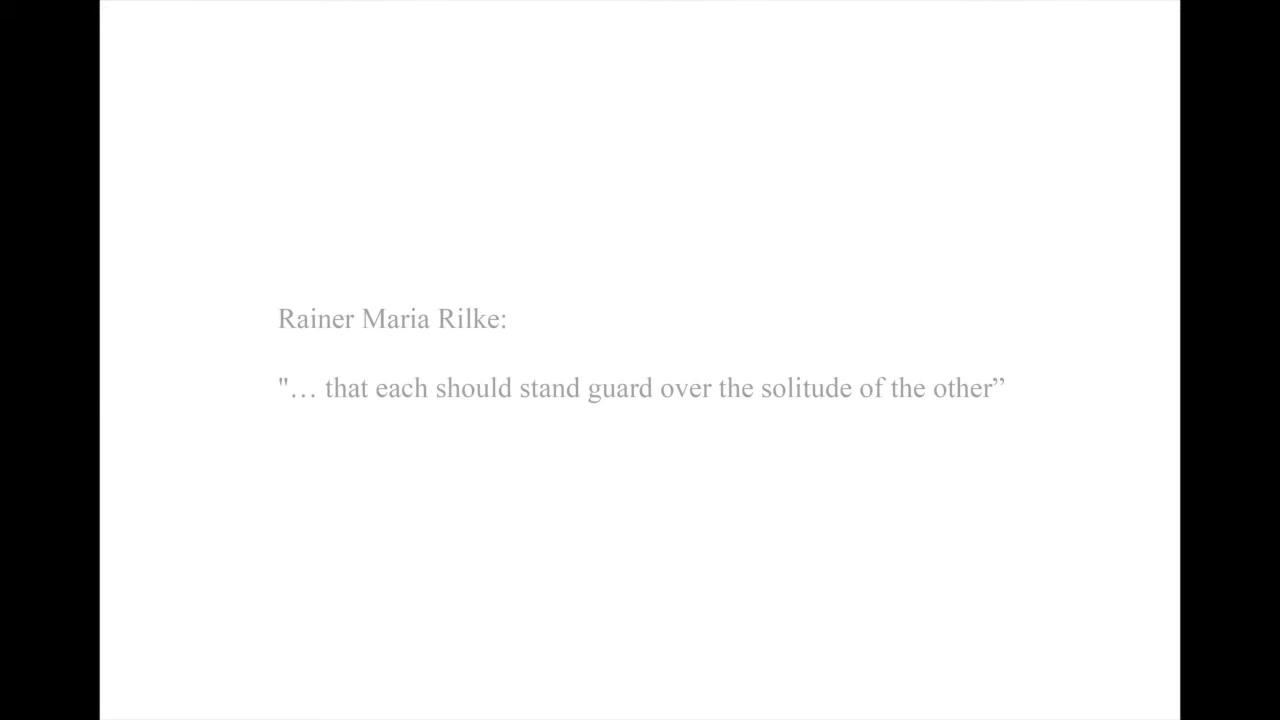 Rainer Maria Rilke:
"… that each should stand guard over the solitude of the other”